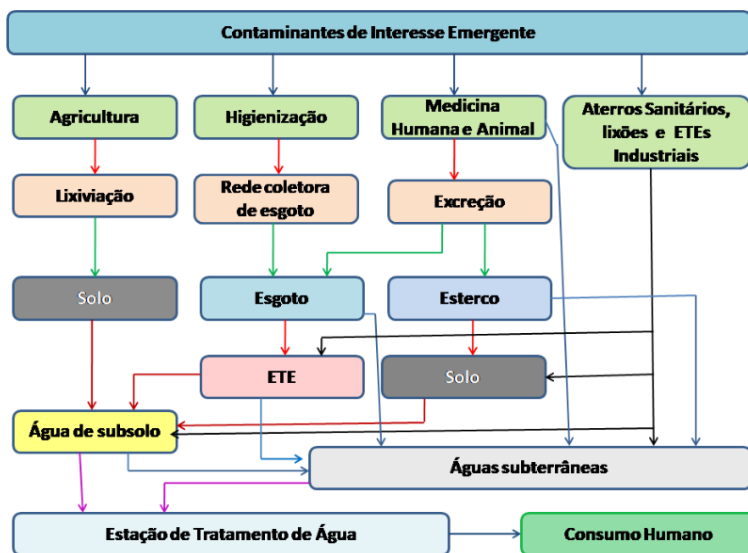 Contaminantes de Interesse Emergente
Agricultura
Higienização
Medicina
Humana e Animal
Aterros Sanitários,
lixões e ETEs
Industriais
Lixiviação
Rede coletora
de esgoto
Excreção
Solo
Esgoto
Esterco
ETE
Solo
Água de subsolo
Águas subterrâneas
Estação de Tratamento de Água
Consumo Humano